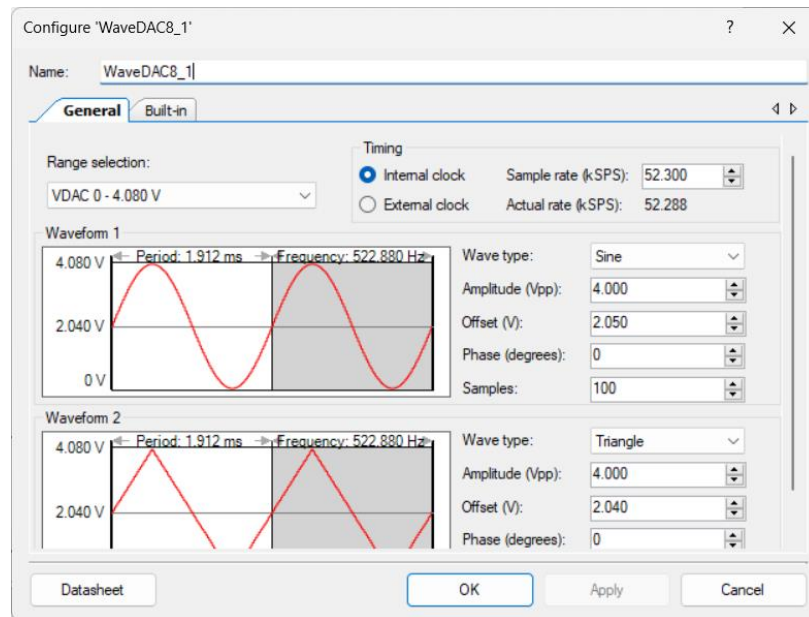 Configure 'WaveDAC8_1'
?
Name: WaveDAC8_1
General Built-in
Range selection:
VDAC 0 - 4.080 V
Timing
Internal clock Sample rate (kSPS): 52.300
External clock Actual rate (kSPS): 52.288
Waveform 1
4.080 V Period: 1.912 ms Frequency: 522.880 Hz
2.040 V
0 V
Wave type: Sine
Amplitude (Vpp): 4.000
Offset (V): 2.050
Phase (degrees): 0
Samples: 100
Waveform 2
4.080 V Period: 1.912 ms Frequency: 522.880 Hz
2.040 V
Wave type: Triangle
Amplitude (Vpp): 4.000
Offset (V): 2.040
Phase (degrees): 0
Datasheet OK Apply Cancel